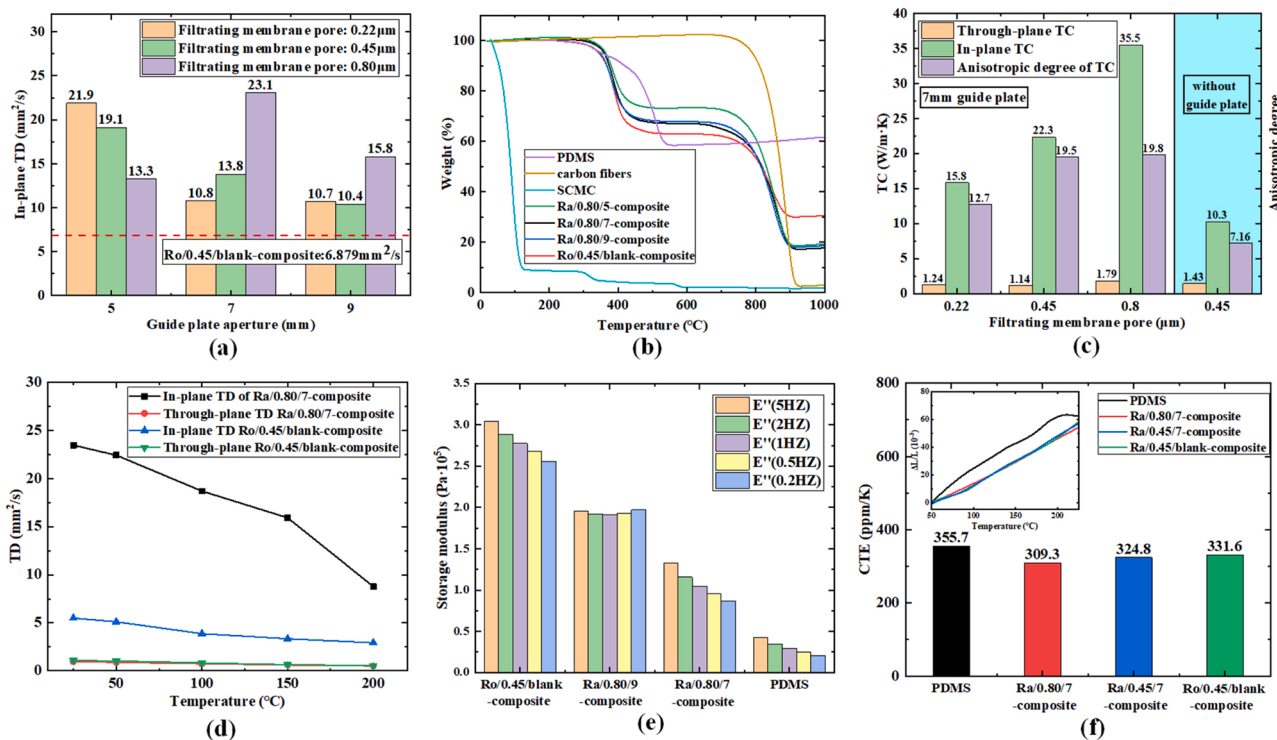 In-plane TD (mm²/s)
30
25
20
15
10
5
0
Filtrating membrane pore: 0.22μm
Filtrating membrane pore: 0.45μm
Filtrating membrane pore: 0.80μm
21.9
19.1
13.3
10.8
13.8
23.1
10.7
10.4
15.8
Ro/0.45/blank-composite:6.879mm²/s
5 7 9
Guide plate aperture (mm)
(a)
Weight (%)
100
80
60
40
20
0
PDMS
carbon fibers
SCMC
Ra/0.80/5-composite
Ra/0.80/7-composite
Ra/0.80/9-composite
Ro/0.45/blank-composite
0 200 400 600 800 1000
Temperature (°C)
(b)
TC (W/m·K)
40
35
30
25
20
15
10
5
0
Through-plane TC
In-plane TC
Anisotropic degree of TC
7mm guide plate
without
guide plate
1.24
15.8
12.7
1.14
22.3
19.5
1.79
35.5
19.8
1.43
10.3
7.16
0.22 0.45 0.8 0.45
Filtrating membrane pore (μm)
Anisotropic degree
(c)
TD (mm²/s)
30
25
20
15
10
5
0
In-plane TD of Ra/0.80/7-composite
Through-plane TD Ra/0.80/7-composite
In-plane TD Ro/0.45/blank-composite
Through-plane Ro/0.45/blank-composite
50 100 150 200
Temperature (°C)
(d)
Storage modulus (Pa·10⁵)
3.5
3.0
2.5
2.0
1.5
1.0
0.5
0.0
E''(5HZ)
E''(2HZ)
E''(1HZ)
E''(0.5HZ)
E''(0.2HZ)
Ro/0.45/blank
-composite
Ra/0.80/9
-composite
Ra/0.80/7
-composite
PDMS
(e)
CTE (ppm/K)
800
600
400
200
0
ΔL/L (10⁻³)
80
60
40
20
0
50 100 150 200
Temperature (°C)
PDMS
Ra/0.80/7-composite
Ra/0.45/7-composite
Ra/0.45/blank-composite
355.7
309.3
324.8
331.6
PDMS
Ra/0.80/7
-composite
Ra/0.45/7
-composite
Ro/0.45/blank
-composite
(f)